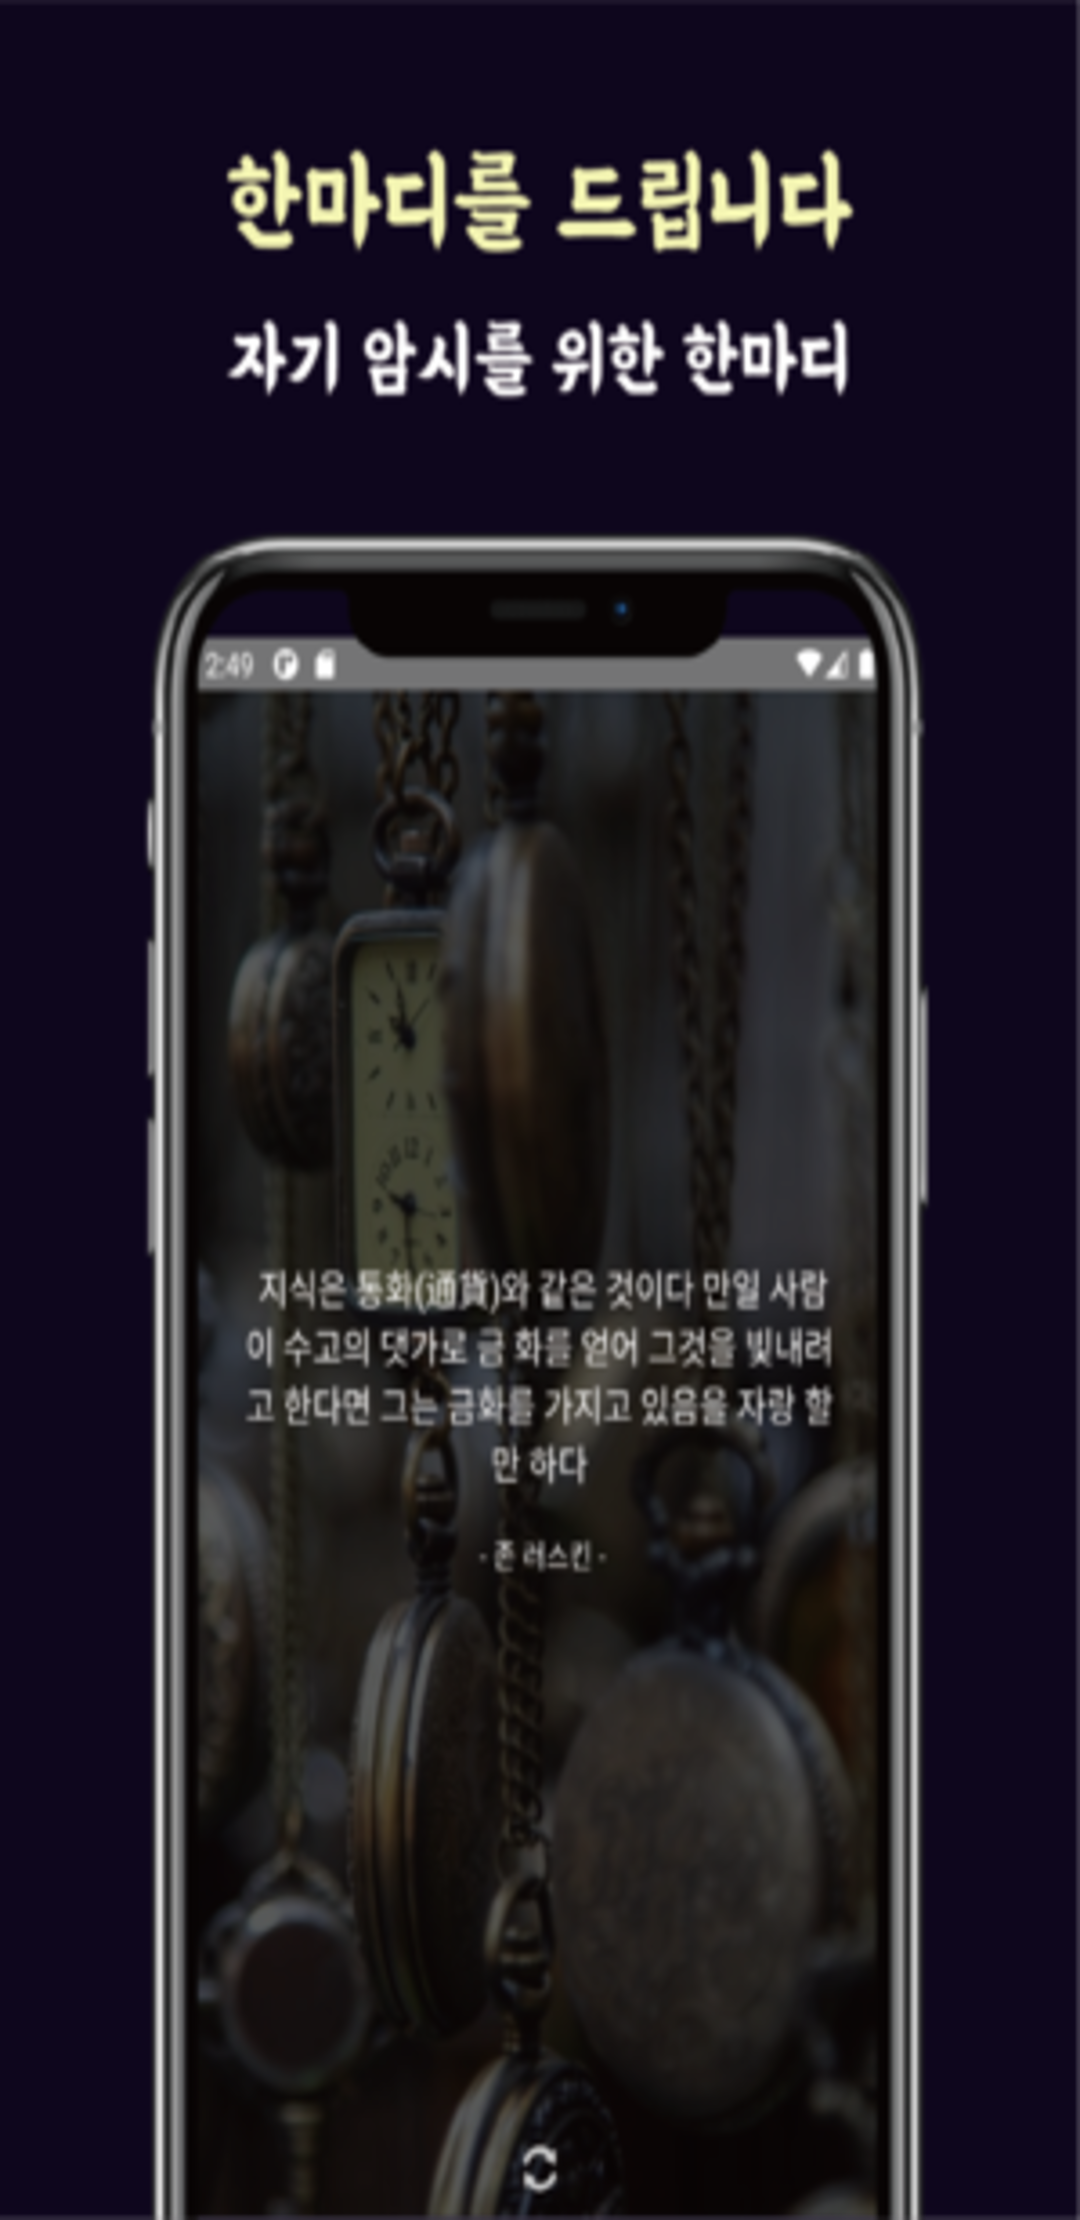 한마디를 드립니다
자기 암시를 위한 한마디
2:49
지식은 통화(通貨)와 같은 것이다 만일 사람
이 수고의 댓가로 금 화를 얻어 그것을 빛내려
고 한다면 그는 금화를 가지고 있음을 자랑 할
만 하다
- 존 러스킨 -